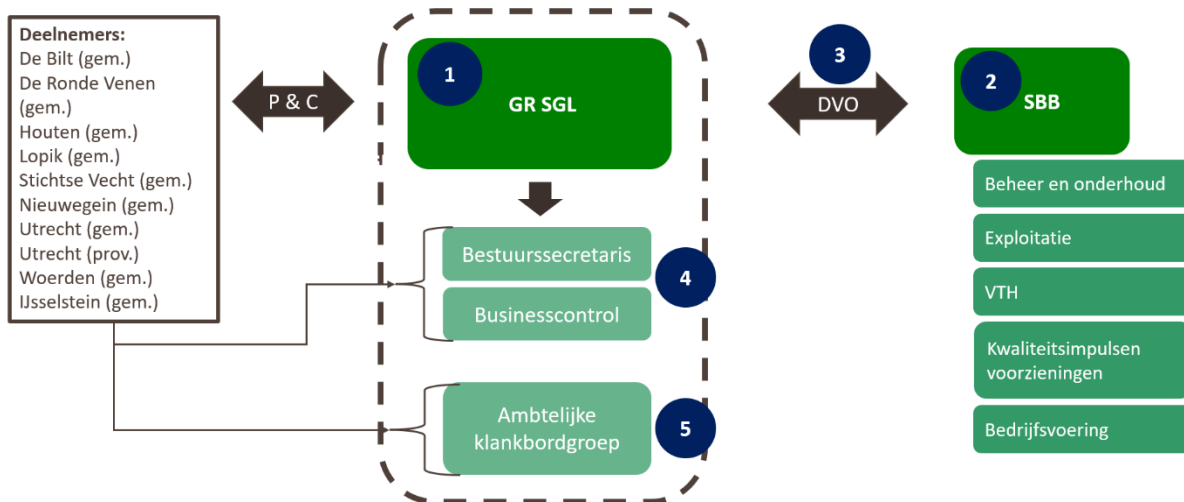 Deelnemers:
De Bilt (gem.)
De Ronde Venen
(gem.)
Houten (gem.)
Lopik (gem.)
Stichtse Vecht (gem.)
Nieuwegein (gem.)
Utrecht (gem.)
Utrecht (prov.)
Woerden (gem.)
IJsselstein (gem.)
P & C
1
GR SGL
Bestuurssecretaris
Businesscontrol
4
Ambtelijke
klankbordgroep
5
3
DVO
2
SBB
Beheer en onderhoud
Exploitatie
VTH
Kwaliteitsimpulsen
voorzieningen
Bedrijfsvoering